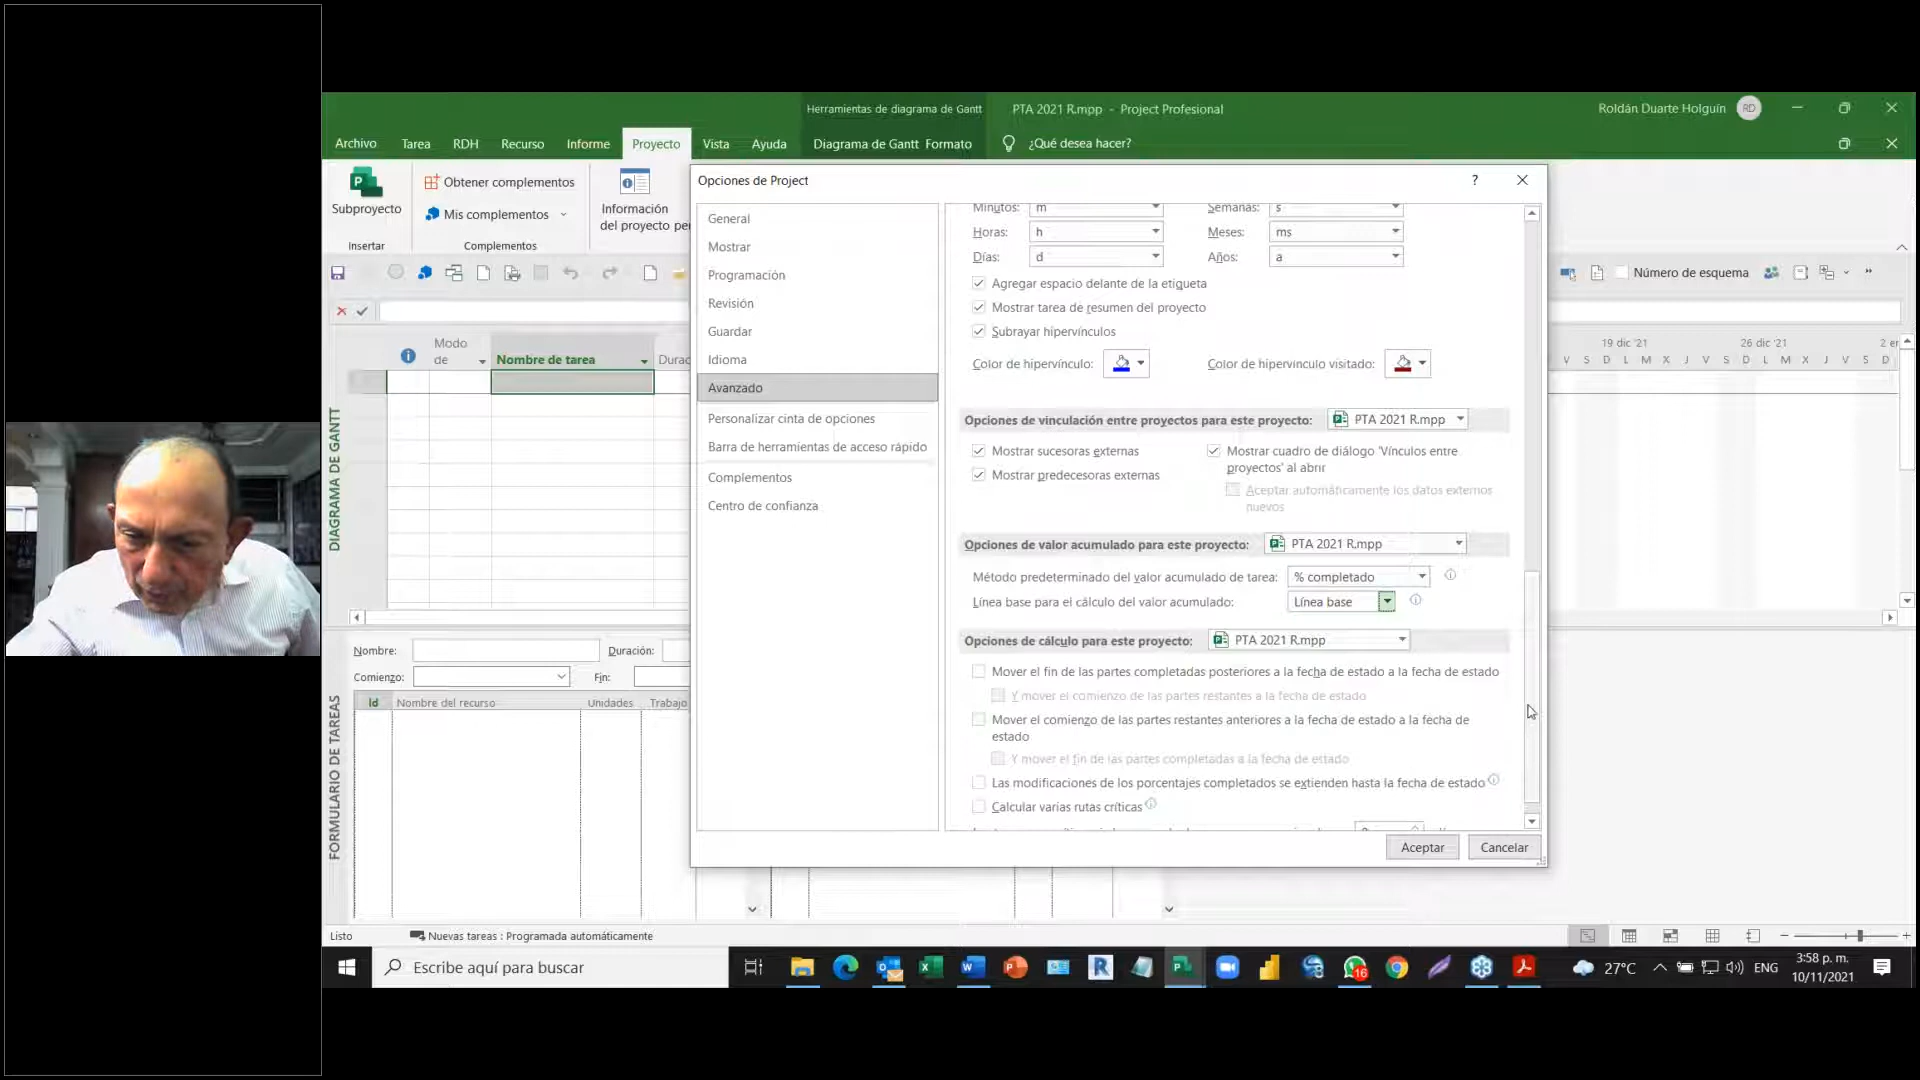 Herramientas de diagrama de Gantt
PTA 2021 R.mpp - Project Profesional
Roldán Duarte Holguín
RD
Archivo
Tarea
RDH
Recurso
Informe
Proyecto
Vista
Ayuda
Diagrama de Gantt
Formato
¿Qué desea hacer?
Subproyecto
Insertar
Obtener complementos
Mis complementos
Complementos
Información
del proyecto per
Número de esquema
Opciones de Project
General
Mostrar
Programación
Revisión
Guardar
Idioma
Avanzado
Personalizar cinta de opciones
Barra de herramientas de acceso rápido
Complementos
Centro de confianza
Minutos: m
Semanas: s
Horas: h
Meses: ms
Días: d
Años: a
Agregar espacio delante de la etiqueta
Mostrar tarea de resumen del proyecto
Subrayar hipervínculos
Color de hipervínculo:
Color de hipervinculo visitado:
Opciones de vinculación entre proyectos para este proyecto: PTA 2021 R.mpp
Mostrar sucesoras externas
Mostrar predecesoras externas
Mostrar cuadro de diálogo 'Vínculos entre
proyectos' al abrir
Aceptar automáticamente los datos externos
nuevos
Opciones de valor acumulado para este proyecto: PTA 2021 R.mpp
Método predeterminado del valor acumulado de tarea: % completado
Línea base para el cálculo del valor acumulado: Línea base
Opciones de cálculo para este proyecto: PTA 2021 R.mpp
Mover el fin de las partes completadas posteriores a la fecha de estado a la fecha de estado
Y mover el comienzo de las partes restantes a la fecha de estado
Mover el comienzo de las partes restantes anteriores a la fecha de estado a la fecha de
estado
Y mover el fin de las partes completadas a la fecha de estado
Las modificaciones de los porcentajes completados se extienden hasta la fecha de estado
Calcular varias rutas críticas
Aceptar
Cancelar
DIAGRAMA DE GANTT
Modo
de
Nombre de tarea
Durac
19 dic '21
26 dic '21
2 er
V S D L M X J V S D L M X J V S D
FORMULARIO DE TAREAS
Nombre:
Duración:
Comienzo:
Fin:
Id
Nombre del recurso
Unidades
Trabajo
Listo
Nuevas tareas : Programada automáticamente
Escribe aquí para buscar
16
27°C
ENG
3:58 p. m.
10/11/2021